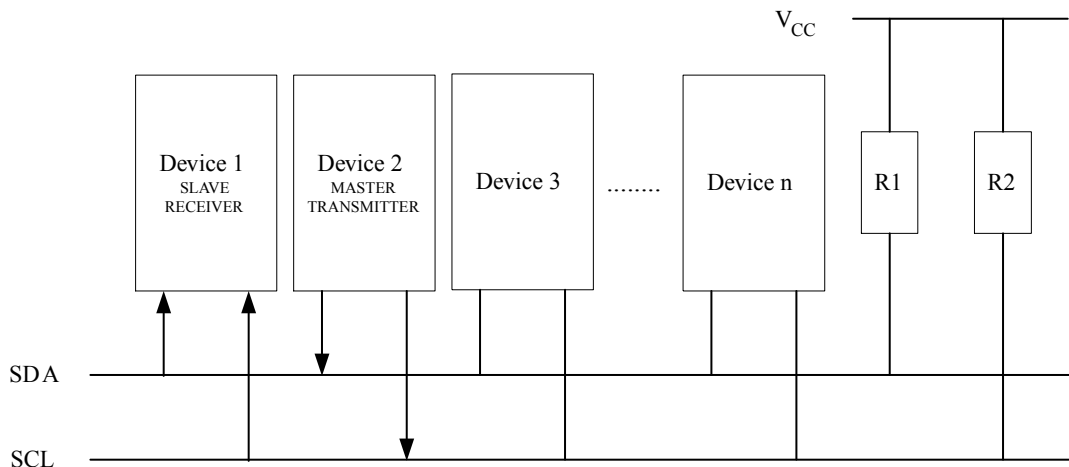 VCC
Device 1
SLAVE
RECEIVER
Device 2
MASTER
TRANSMITTER
Device 3
........
Device n
R1
R2
SDA
SCL